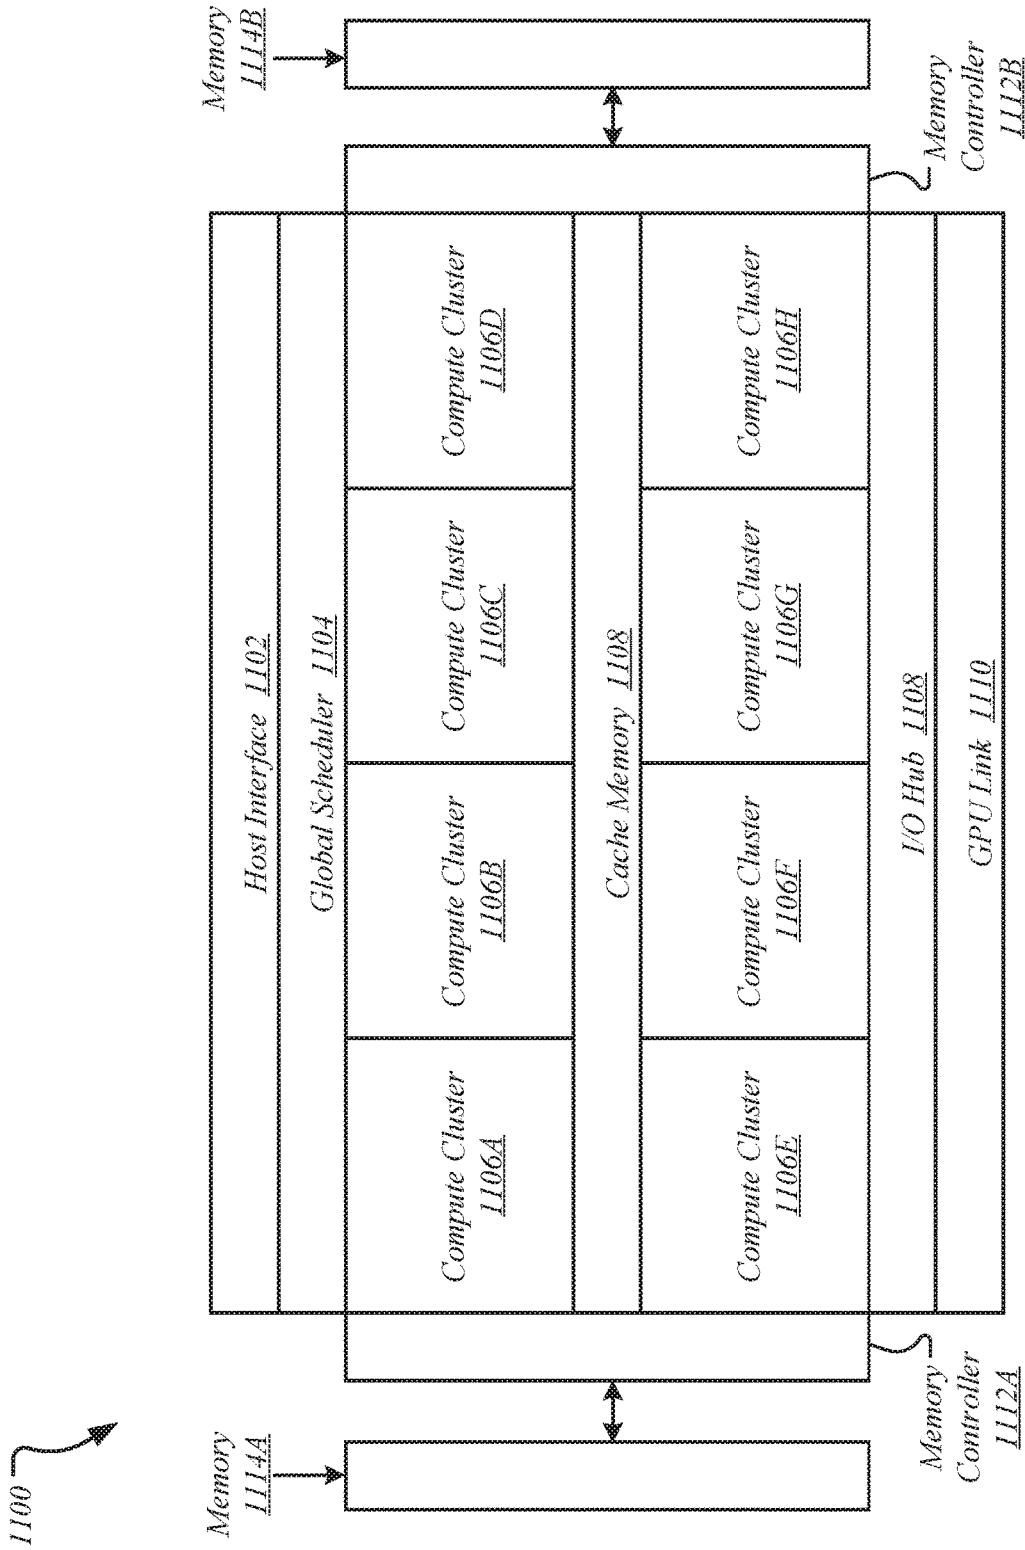 1100
Host Interface 1102
Global Scheduler 1104
Compute Cluster
1106A
Compute Cluster
1106B
Compute Cluster
1106C
Compute Cluster
1106D
Cache Memory 1108
Compute Cluster
1106E
Compute Cluster
1106F
Compute Cluster
1106G
Compute Cluster
1106H
I/O Hub 1108
GPU Link 1110
Memory
1114A
Memory
1114B
Memory
Controller
1112A
Memory
Controller
1112B